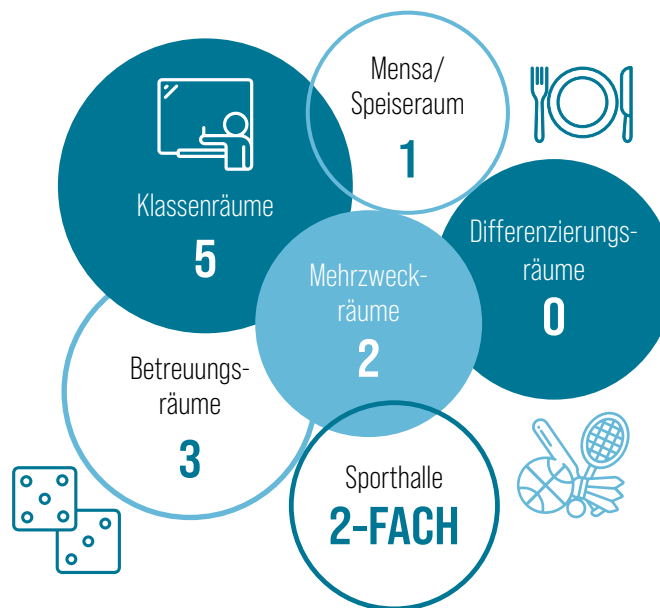 Mensa/
Speiseraum
1
Klassenräume
5
Differenzierungs-
räume
0
Mehrzweck-
räume
2
Betreuungs-
räume
3
Sporthalle
2-FACH